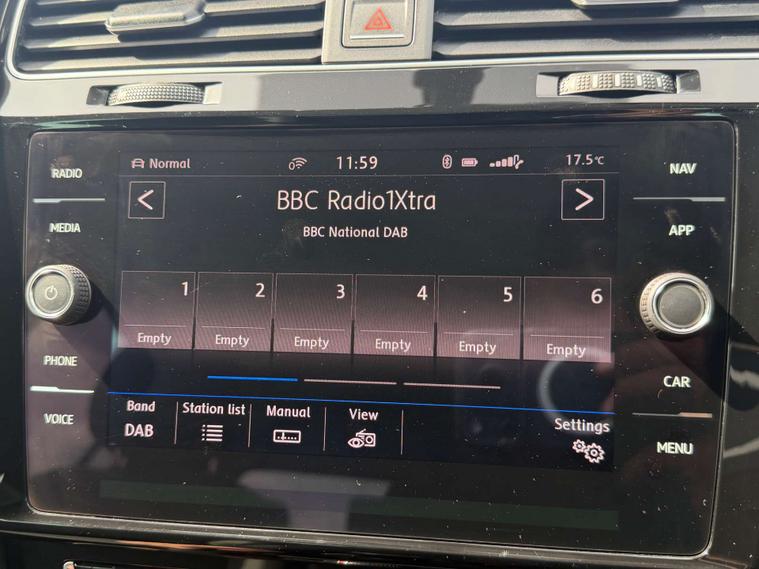 RADIO
MEDIA
PHONE
VOICE
Normal
11:59
17.5°C
BBC Radio1Xtra
BBC National DAB
1 2 3 4 5 6
Empty Empty Empty Empty Empty Empty
Band Station list Manual View Settings
DAB
NAV
APP
CAR
MENU